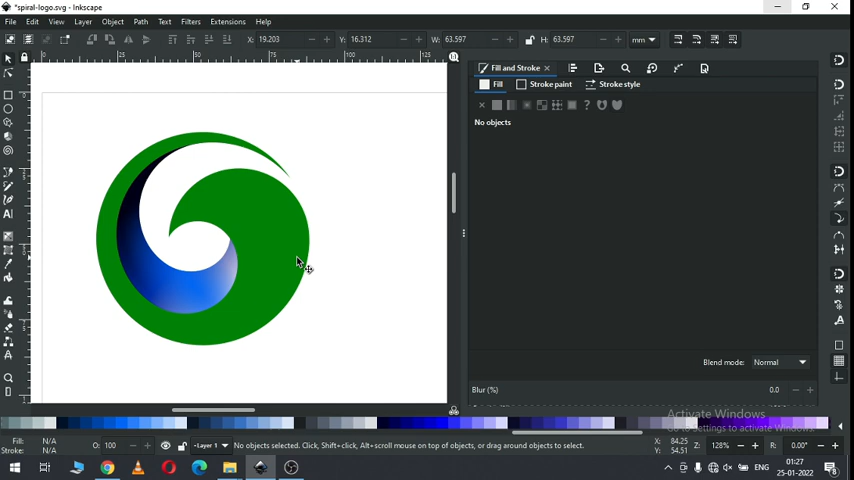 *spiral-logo.svg - Inkscape
File Edit View Layer Object Path Text Filters Extensions Help
X: 19.203 Y: 16.312 W: 63.597 H: 63.597 mm
Fill and Stroke
Fill Stroke paint Stroke style
No objects
Blend mode: Normal
Blur (%) 0.0
Activate Windows
Go to Settings to activate Windows.
Fill: N/A
Stroke: N/A
O: 100
Layer 1
No objects selected. Click, Shift+click, Alt+scroll mouse on top of objects, or drag around objects to select.
X: 84.25
Y: 54.51
Z: 128% R: 0.00°
ENG
01:27
25-01-2022